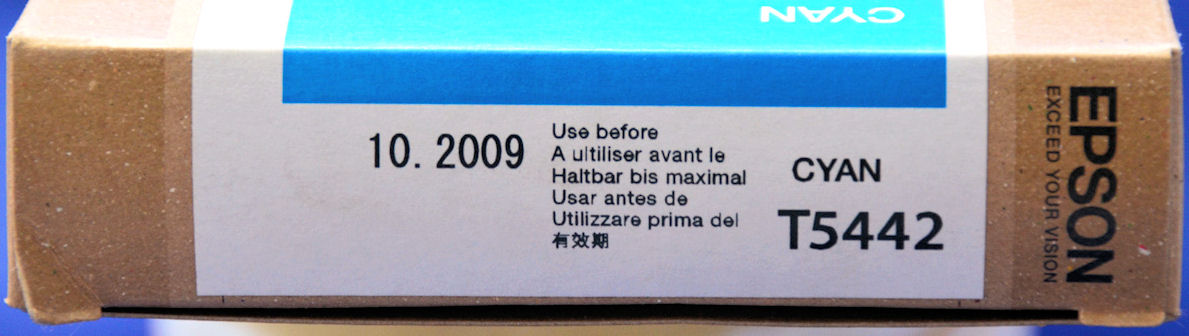 CYAN
10. 2009
Use before
A ultiliser avant le
Haltbar bis maximal
Usar antes de
Utilizzare prima del
有效期
CYAN
T5442
EPSON
EXCEED YOUR VISION